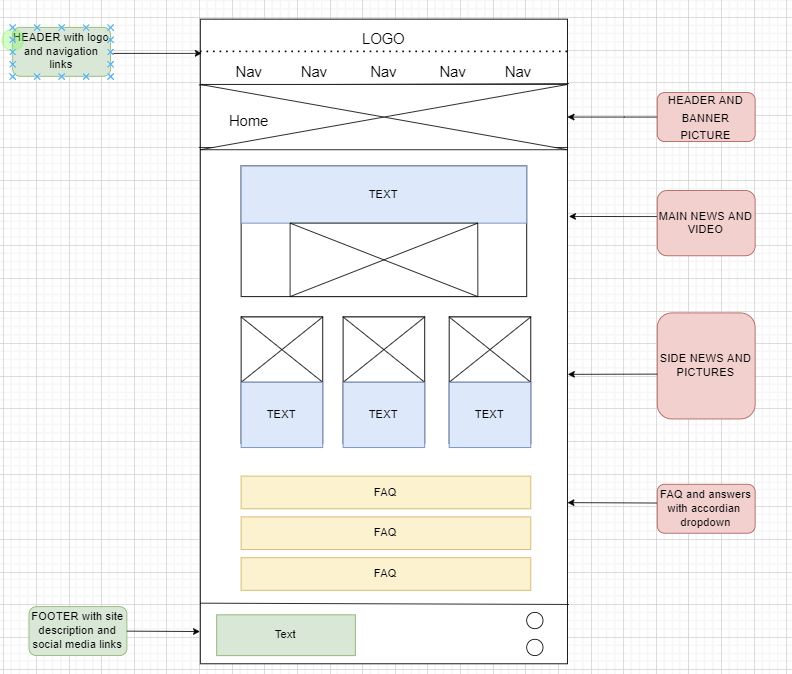 HEADER with logo
and navigation
links
LOGO
Nav Nav Nav Nav Nav
Home
HEADER AND
BANNER
PICTURE
TEXT
MAIN NEWS AND
VIDEO
SIDE NEWS AND
PICTURES
TEXT TEXT TEXT
FAQ
FAQ
FAQ
FAQ and answers
with accordian
dropdown
FOOTER with site
description and
social media links
Text